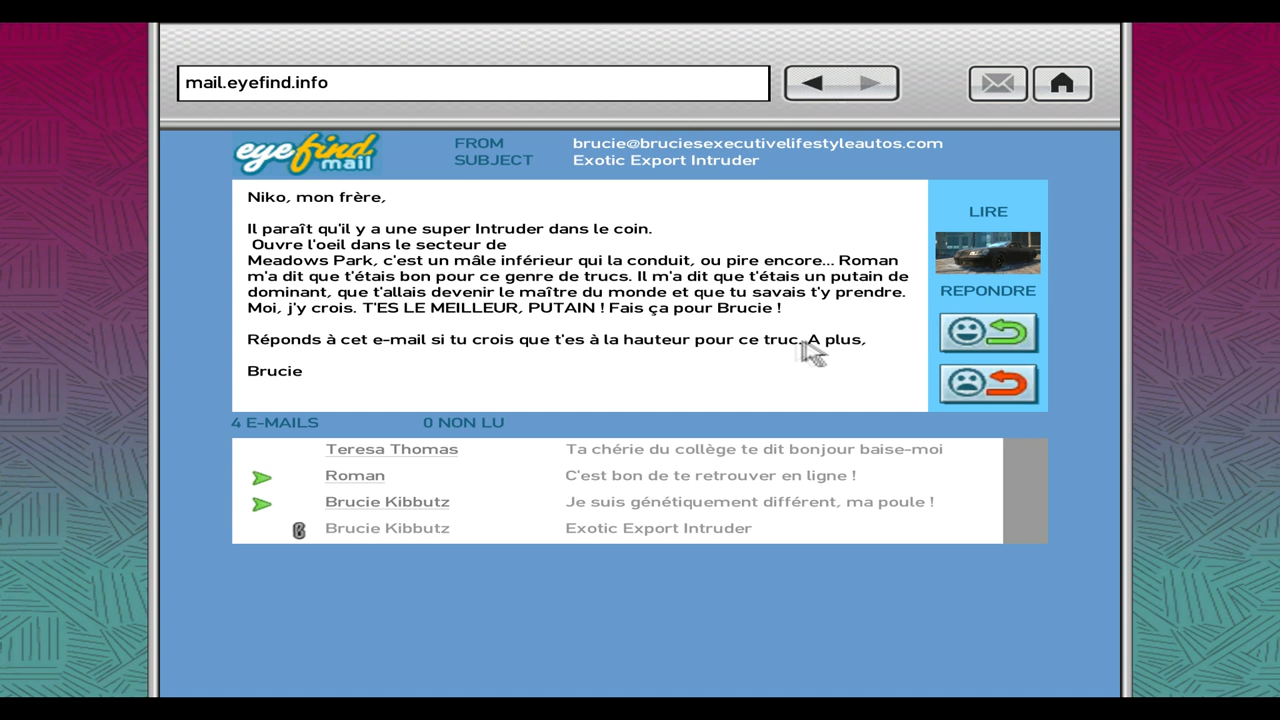 mail.eyefind.info
eyefind mail
FROM brucie@bruciesexecutivelifestyleautos.com
SUBJECT Exotic Export Intruder
Niko, mon frère,
Il paraît qu'il y a une super Intruder dans le coin.
Ouvre l'oeil dans le secteur de
Meadows Park, c'est un mâle inférieur qui la conduit, ou pire encore... Roman
m'a dit que t'étais bon pour ce genre de trucs. Il m'a dit que t'étais un putain de
dominant, que t'allais devenir le maître du monde et que tu savais t'y prendre.
Moi, j'y crois. T'ES LE MEILLEUR, PUTAIN ! Fais ça pour Brucie !
Réponds à cet e-mail si tu crois que t'es à la hauteur pour ce truc. A plus,
Brucie
LIRE
REPONDRE
4 E-MAILS 0 NON LU
Teresa Thomas Ta chérie du collège te dit bonjour baise-moi
Roman C'est bon de te retrouver en ligne !
Brucie Kibbutz Je suis génétiquement différent, ma poule !
Brucie Kibbutz Exotic Export Intruder